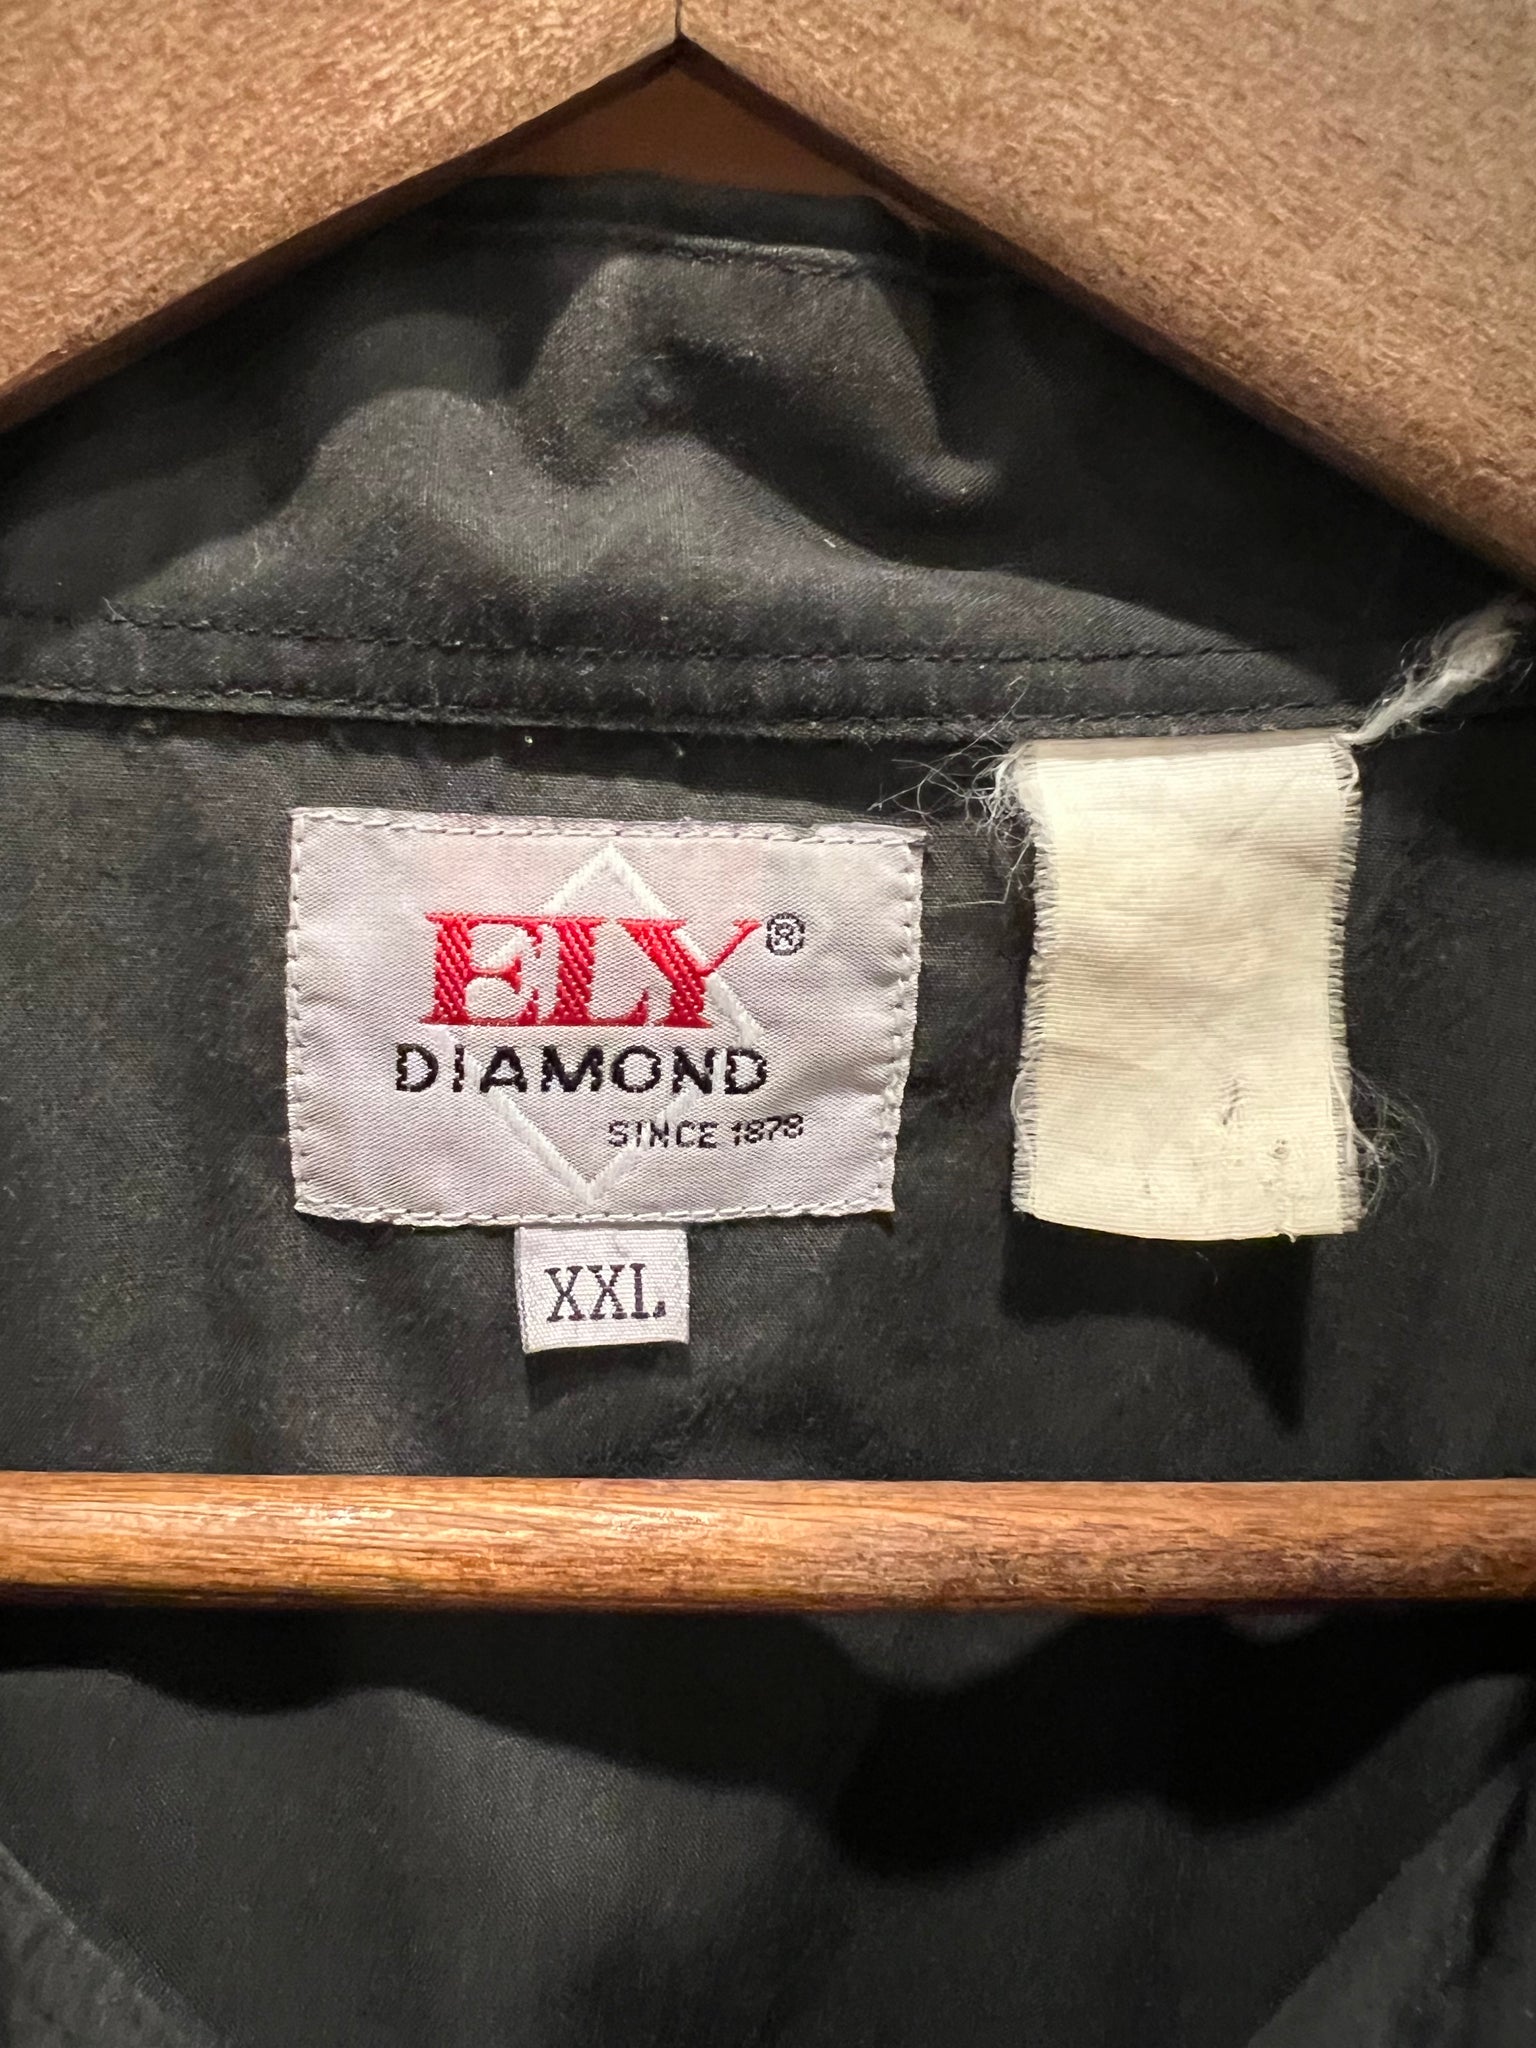 ELY®
DIAMOND
SINCE 1878
XXL